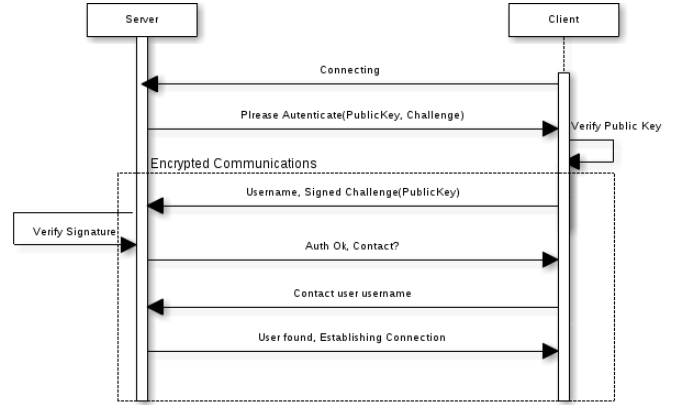 Server
Client
Connecting
Plrease Autenticate(PublicKey, Challenge)
Verify Public Key
Encrypted Communications
Username, Signed Challenge(PublicKey)
Verify Signature
Auth Ok, Contact?
Contact user username
User found, Establishing Connection